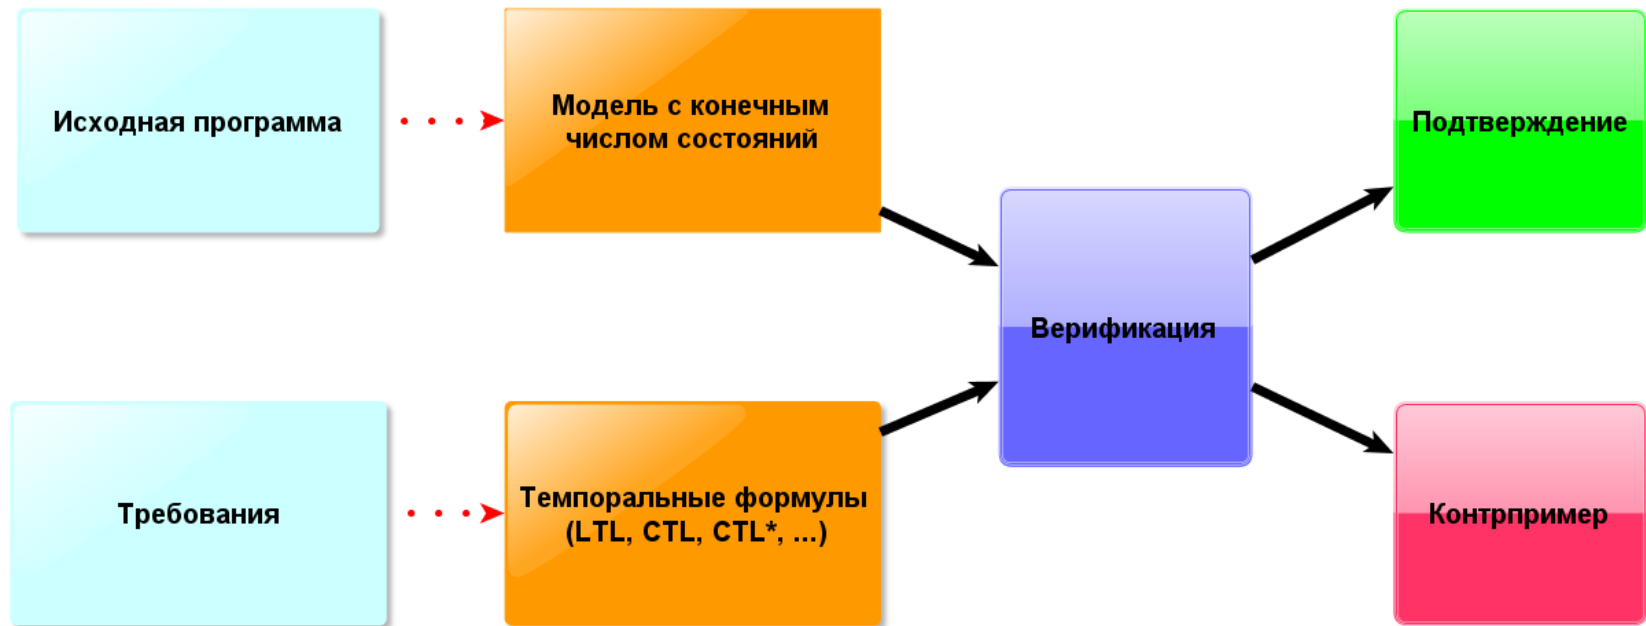 Исходная программа
Модель с конечным
числом состояний
Подтверждение
Верификация
Требования
Темпоральные формулы
(LTL, CTL, CTL*, ...)
Контрпример